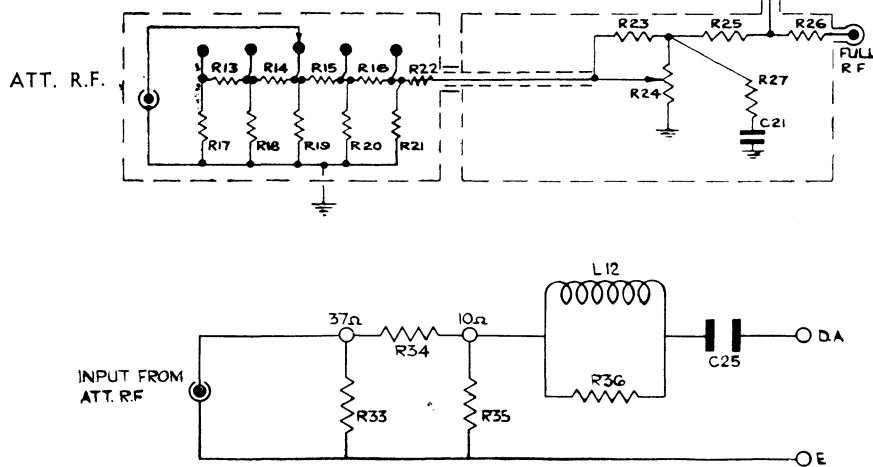 R23 R25 R26
FULL
R F
ATT. R.F.
R13 R14 R15 R16 R22
R24 R27
C21
R17 R18 R19 R20 R21
L12
37Ω 10Ω
R34
R36
C25
D.A
INPUT FROM
ATT. R.F
R33 R35
E